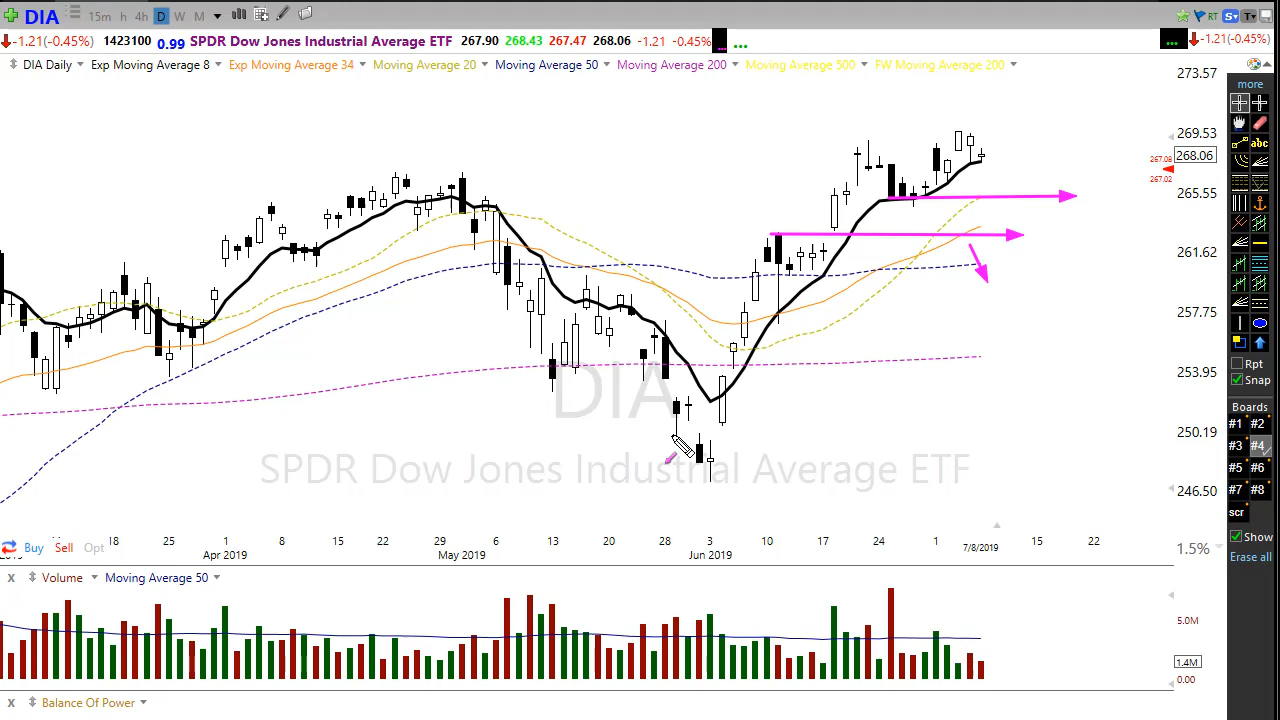 DIA 15m h 4h D W M RT S T
-1.21(-0.45%) 1423100 0.99 SPDR Dow Jones Industrial Average ETF 267.90 268.43 267.47 268.06 -1.21 -0.45% ... ... ... -1.21(-0.45%)
DIA Daily Exp Moving Average 8 Exp Moving Average 34 Moving Average 20 Moving Average 50 Moving Average 200 Moving Average 500 FW Moving Average 200
273.57
more
abc
269.53
267.08
268.06
267.02
265.55
261.62
257.75
253.95
250.19
246.50
DIA
SPDR Dow Jones Industrial Average ETF
Rpt
Snap
Boards
#1 #2
#3 #4
#5 #6
#7 #8
scr
Show
Erase all
Buy Sell Opt
18 25 1 8 15 22 29 6 13 20 28 3 10 17 24 1 15 22
2019 Apr 2019 May 2019 Jun 2019 7/8/2019
1.5%
x Volume Moving Average 50
5.0M
1.4M
0.00
x Balance Of Power